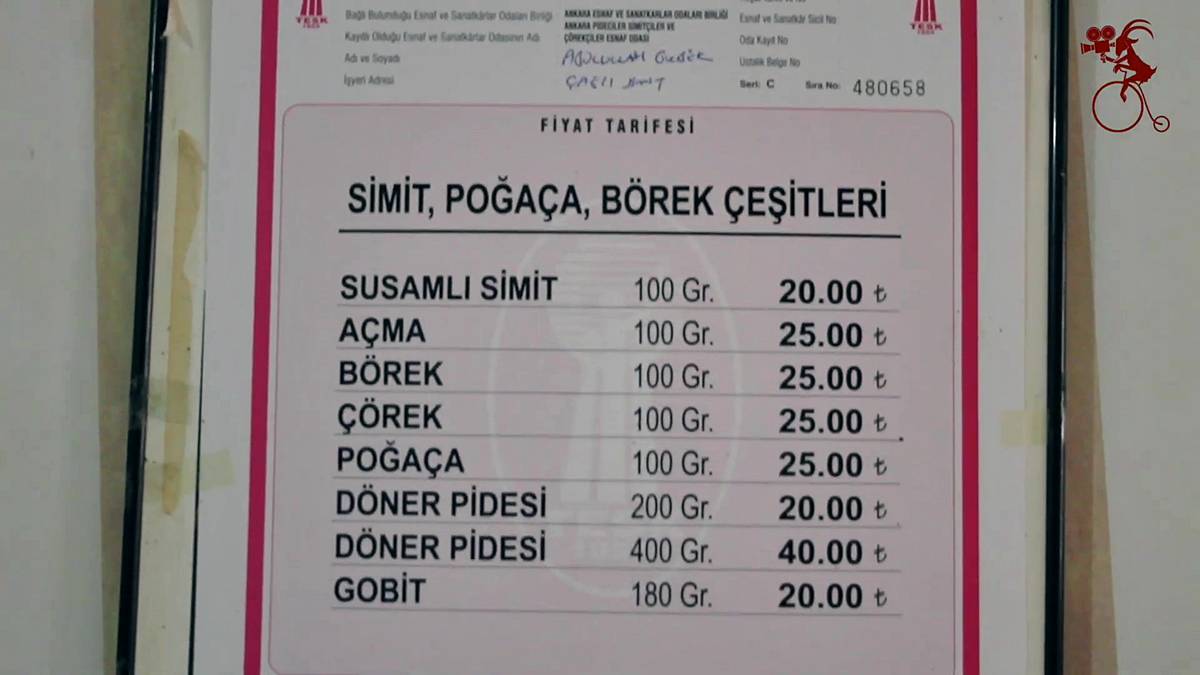 TESK
Bağlı Bulunduğu Esnaf ve Sanatkârlar Odaları Birliği
ANKARA ESNAF VE SANATKARLAR ODALARI BİRLİĞİ
Esnaf ve Sanatkâr Sicil No
TESK
Kayıtlı Olduğu Esnaf ve Sanatkârlar Odasının Adı
ANKARA PİDECİLER SİMİTÇİLER VE
ÇÖREKÇİLER ESNAF ODASI
Oda Kayıt No
Adı ve Soyadı
Ustalık Belge No
İşyeri Adresi
Seri: C
Sıra No: 480658
FİYAT TARİFESİ
SİMİT, POĞAÇA, BÖREK ÇEŞİTLERİ
SUSAMLI SİMİT 100 Gr. 20.00 ₺
AÇMA 100 Gr. 25.00 ₺
BÖREK 100 Gr. 25.00 ₺
ÇÖREK 100 Gr. 25.00 ₺
POĞAÇA 100 Gr. 25.00 ₺
DÖNER PİDESİ 200 Gr. 20.00 ₺
DÖNER PİDESİ 400 Gr. 40.00 ₺
GOBİT 180 Gr. 20.00 ₺